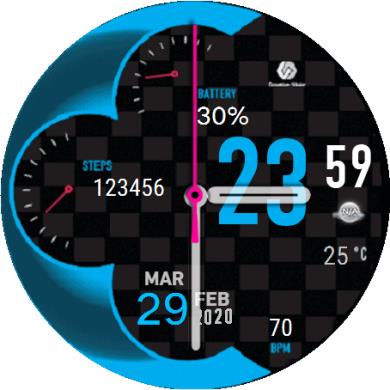 BATTERY
30%
STEPS
123456
23
59
N/A
25 °C
MAR
29
FEB
2020
70
BPM